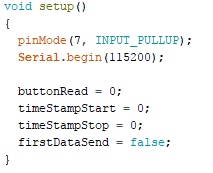 void setup()
{
  pinMode(7, INPUT_PULLUP);
  Serial.begin(115200);

  buttonRead = 0;
  timeStampStart = 0;
  timeStampStop = 0;
  firstDataSend = false;
}